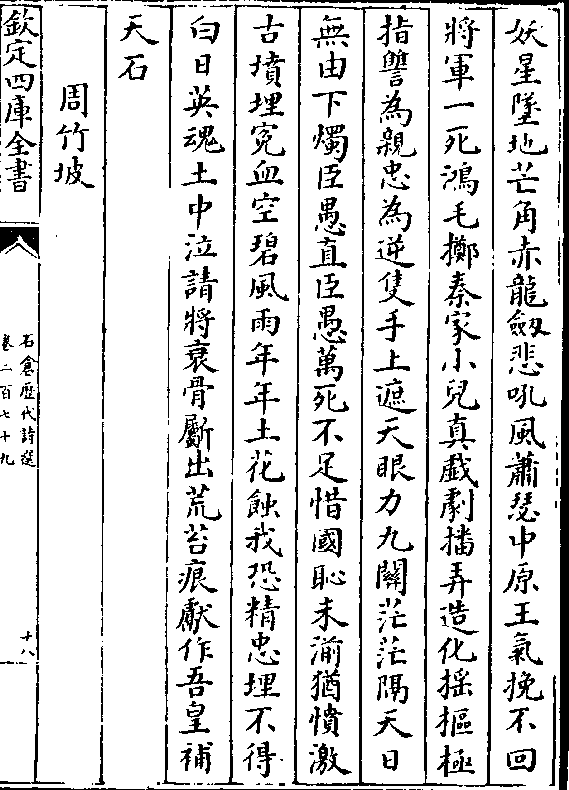 妖星墜地芒角赤龍劔悲吼風蕭瑟中原王氣挽不回
將軍一死鴻毛擲秦家小兒真戯劇播弄造化揺樞極
指讐為親忠為逆隻手上遮天眼力九闗茫茫隔天日
無由下燭臣愚直臣愚萬死不足惜國恥未湔猶憤激
古墳埋寃血空碧風雨年年土花蝕我恐精忠埋不得
白日英魂土中泣請將衰骨斸出荒苔痕獻作吾皇補
天石
周竹坡
欽定四庫全書
石倉歴代詩選
卷二百七十九
十八